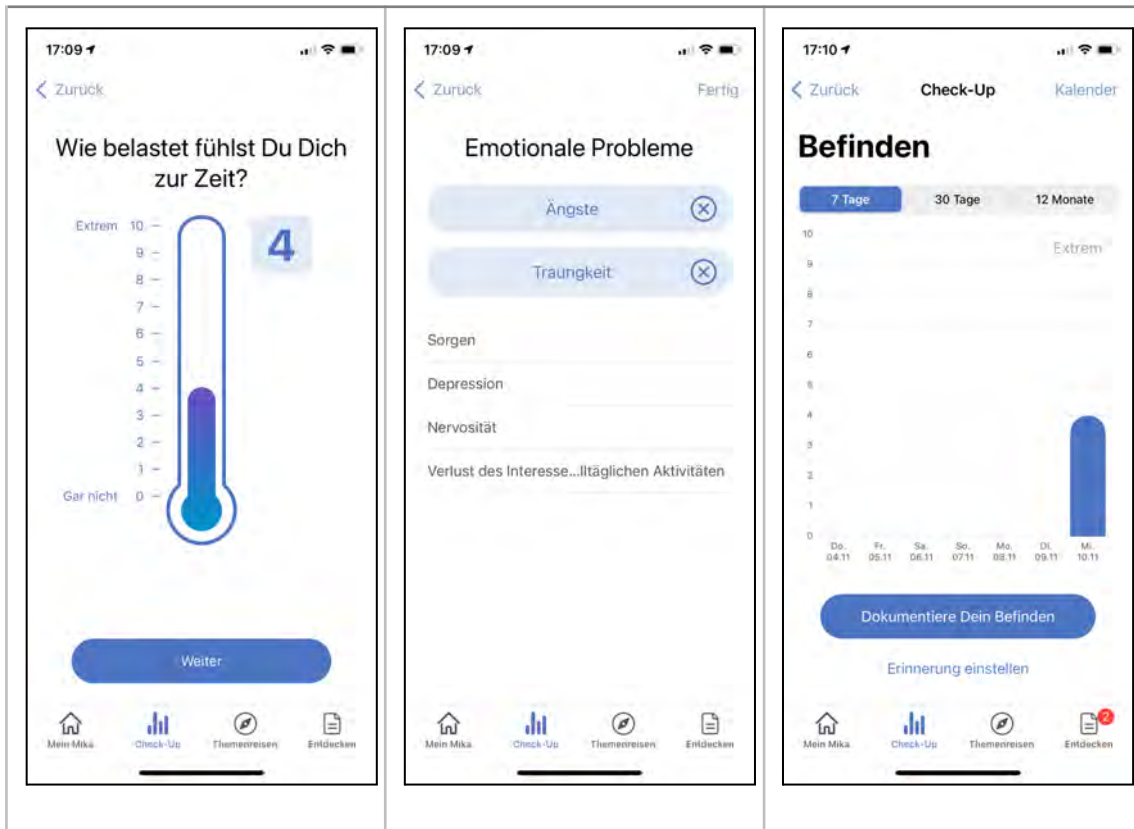 17:09
Zurück
Wie belastet fühlst Du Dich
zur Zeit?
Extrem 10
9
8
7
6
5
4
3
2
1
Gar nicht 0
4
Weiter
Mein Mika Check-Up Themenreisen Entdecken
17:09
Zurück Fertig
Emotionale Probleme
Ängste
Traurigkeit
Sorgen
Depression
Nervosität
Verlust des Interesse...lltäglichen Aktivitäten
Mein Mika Check-Up Themenreisen Entdecken
17:10
Zurück Check-Up Kalender
Befinden
7 Tage 30 Tage 12 Monate
10
Extrem
9
8
7
6
5
4
3
2
1
0
Do. Fr. Sa. So. Mo. Di. Mi.
04.11 05.11 06.11 07.11 08.11 09.11 10.11
Dokumentiere Dein Befinden
Erinnerung einstellen
2
Mein Mika Check-Up Themenreisen Entdecken